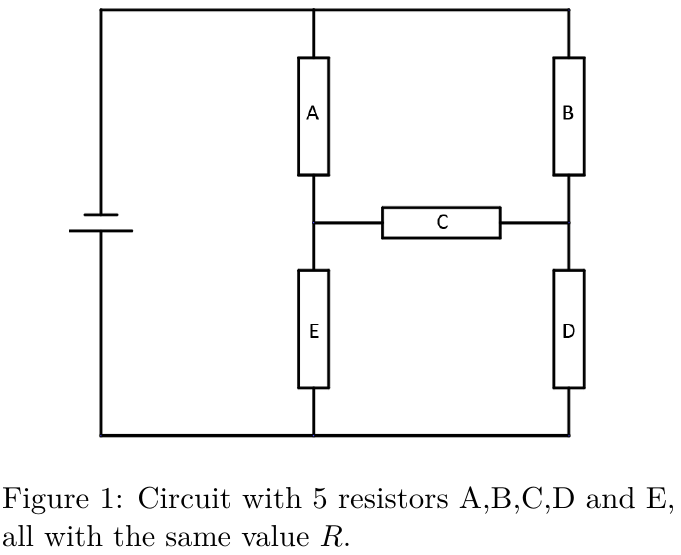 A
B
C
E
D
Figure 1: Circuit with 5 resistors A,B,C,D and E,
all with the same value R.